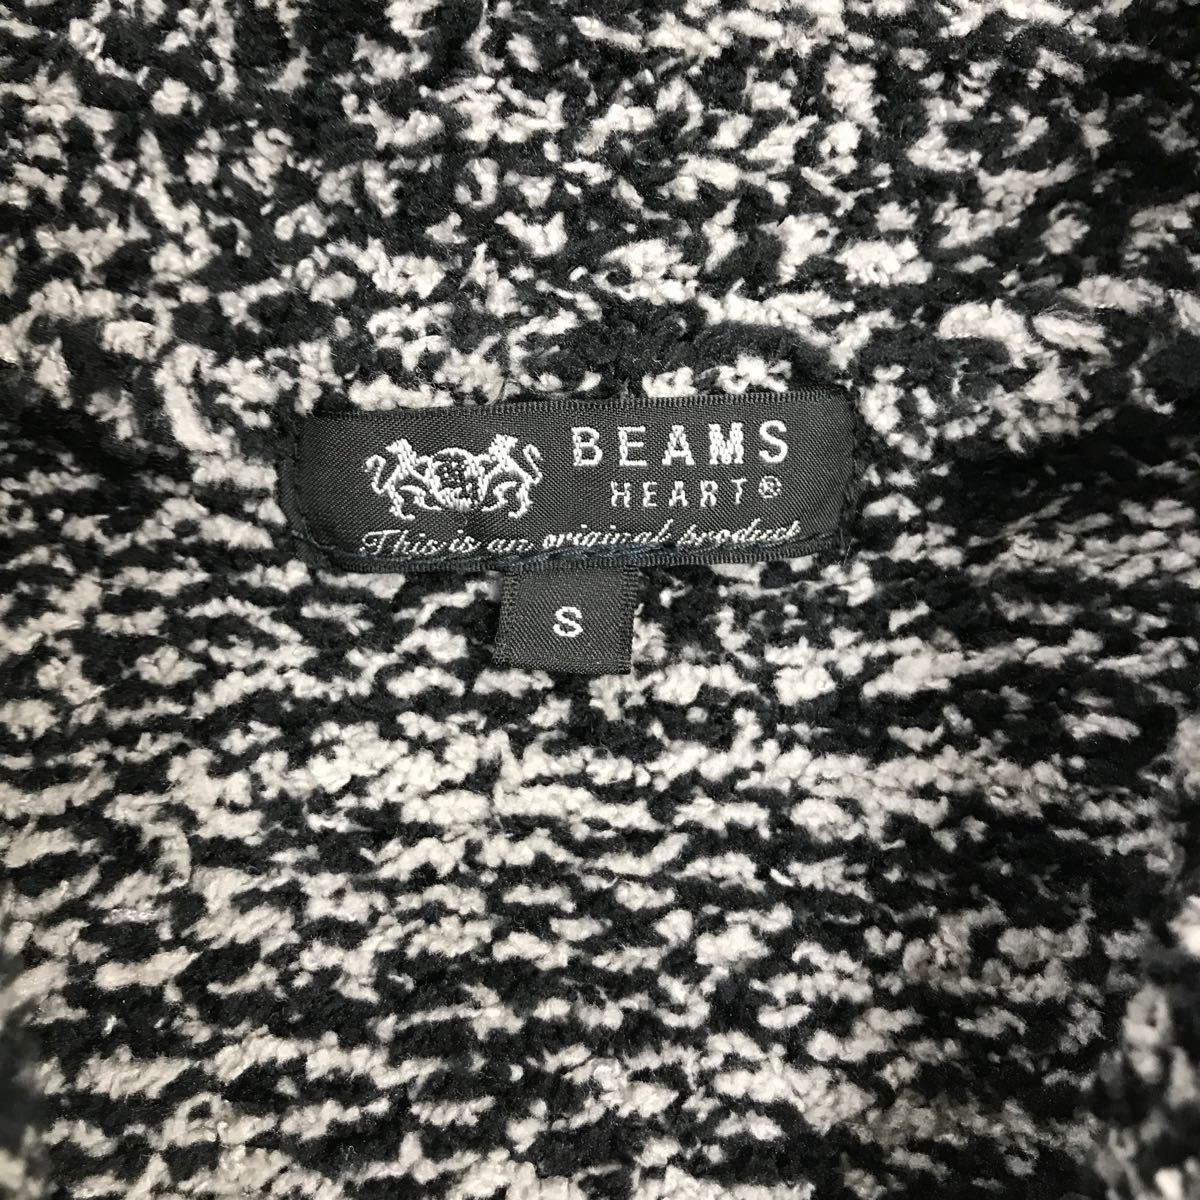 BEAMS
HEART®
This is an original product
S